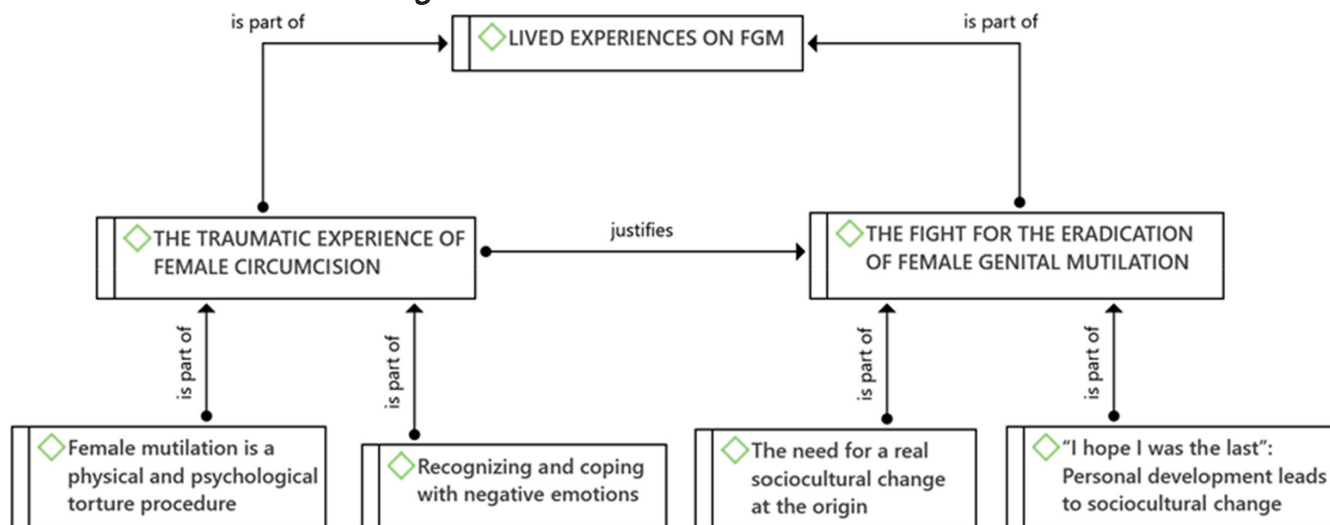 is part of
LIVED EXPERIENCES ON FGM
is part of
THE TRAUMATIC EXPERIENCE OF
FEMALE CIRCUMCISION
justifies
THE FIGHT FOR THE ERADICATION
OF FEMALE GENITAL MUTILATION
is part of
is part of
is part of
is part of
Female mutilation is a
physical and psychological
torture procedure
Recognizing and coping
with negative emotions
The need for a real
sociocultural change
at the origin
“I hope I was the last”:
Personal development leads
to sociocultural change